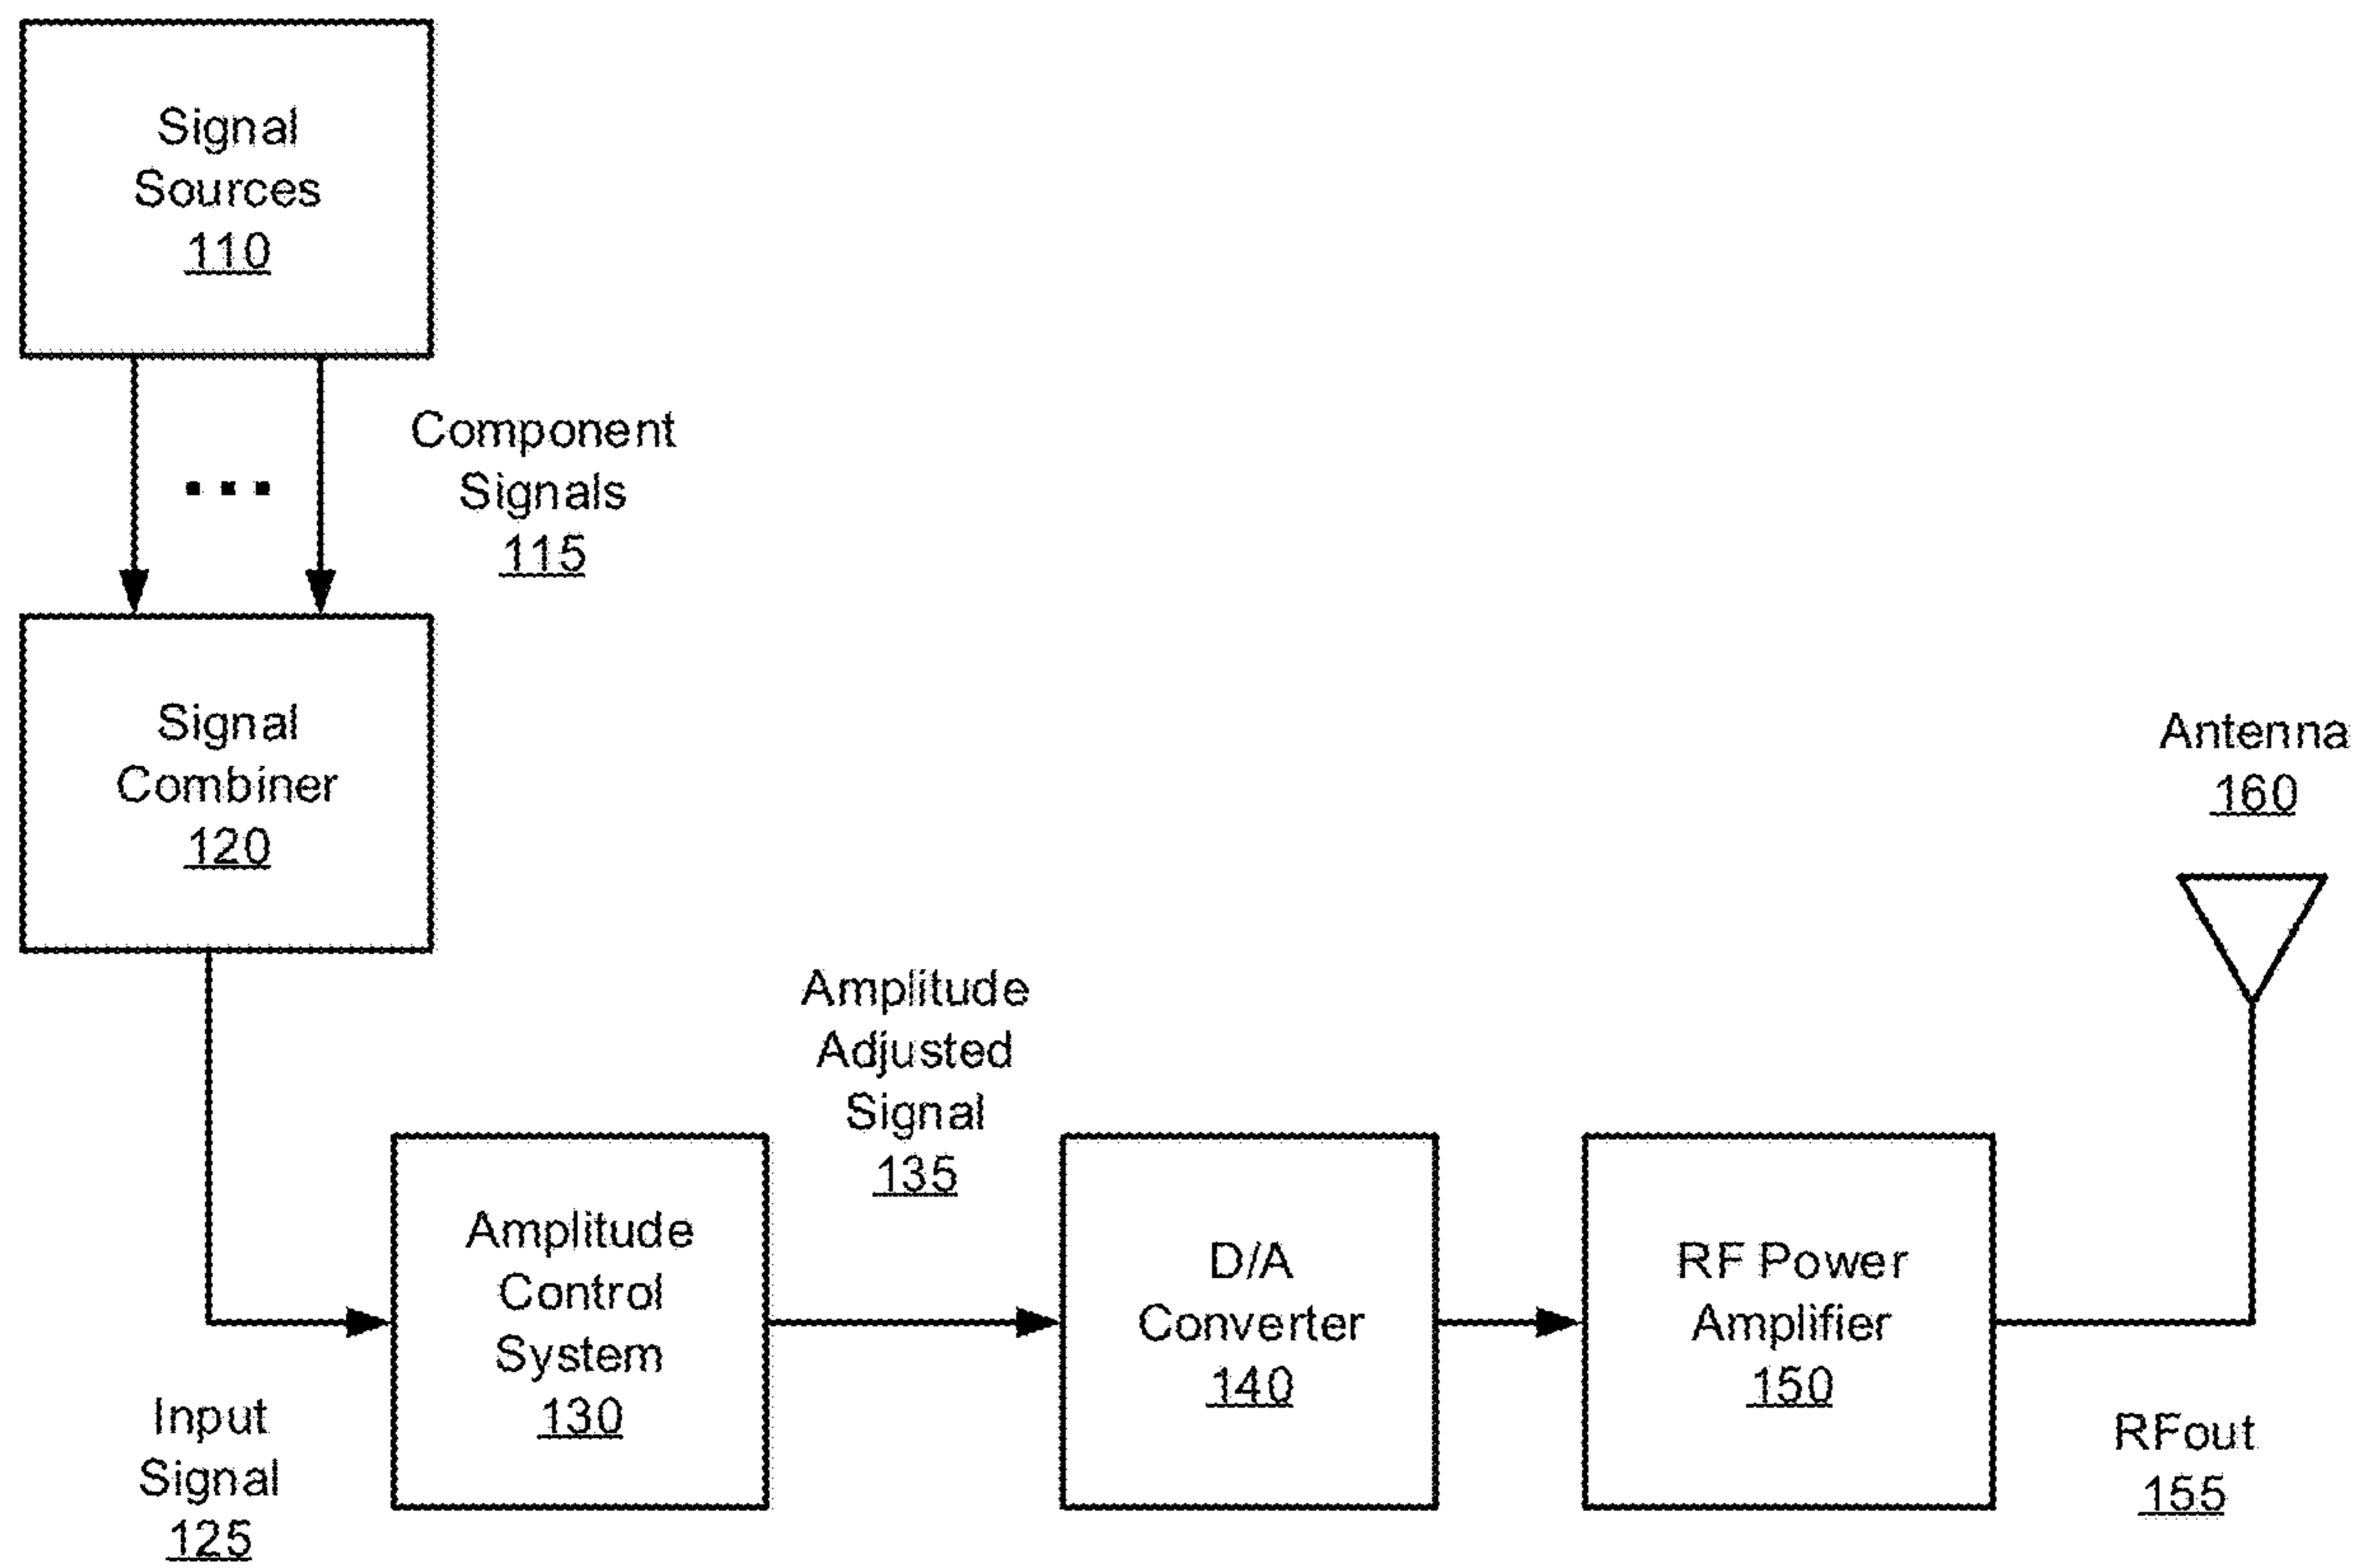 Signal
Sources
110
Component
Signals
115
Signal
Combiner
120
Antenna
160
Amplitude
Adjusted
Signal
135
Amplitude
Control
System
130
D/A
Converter
140
RF Power
Amplifier
150
Input
Signal
125
RFout
155